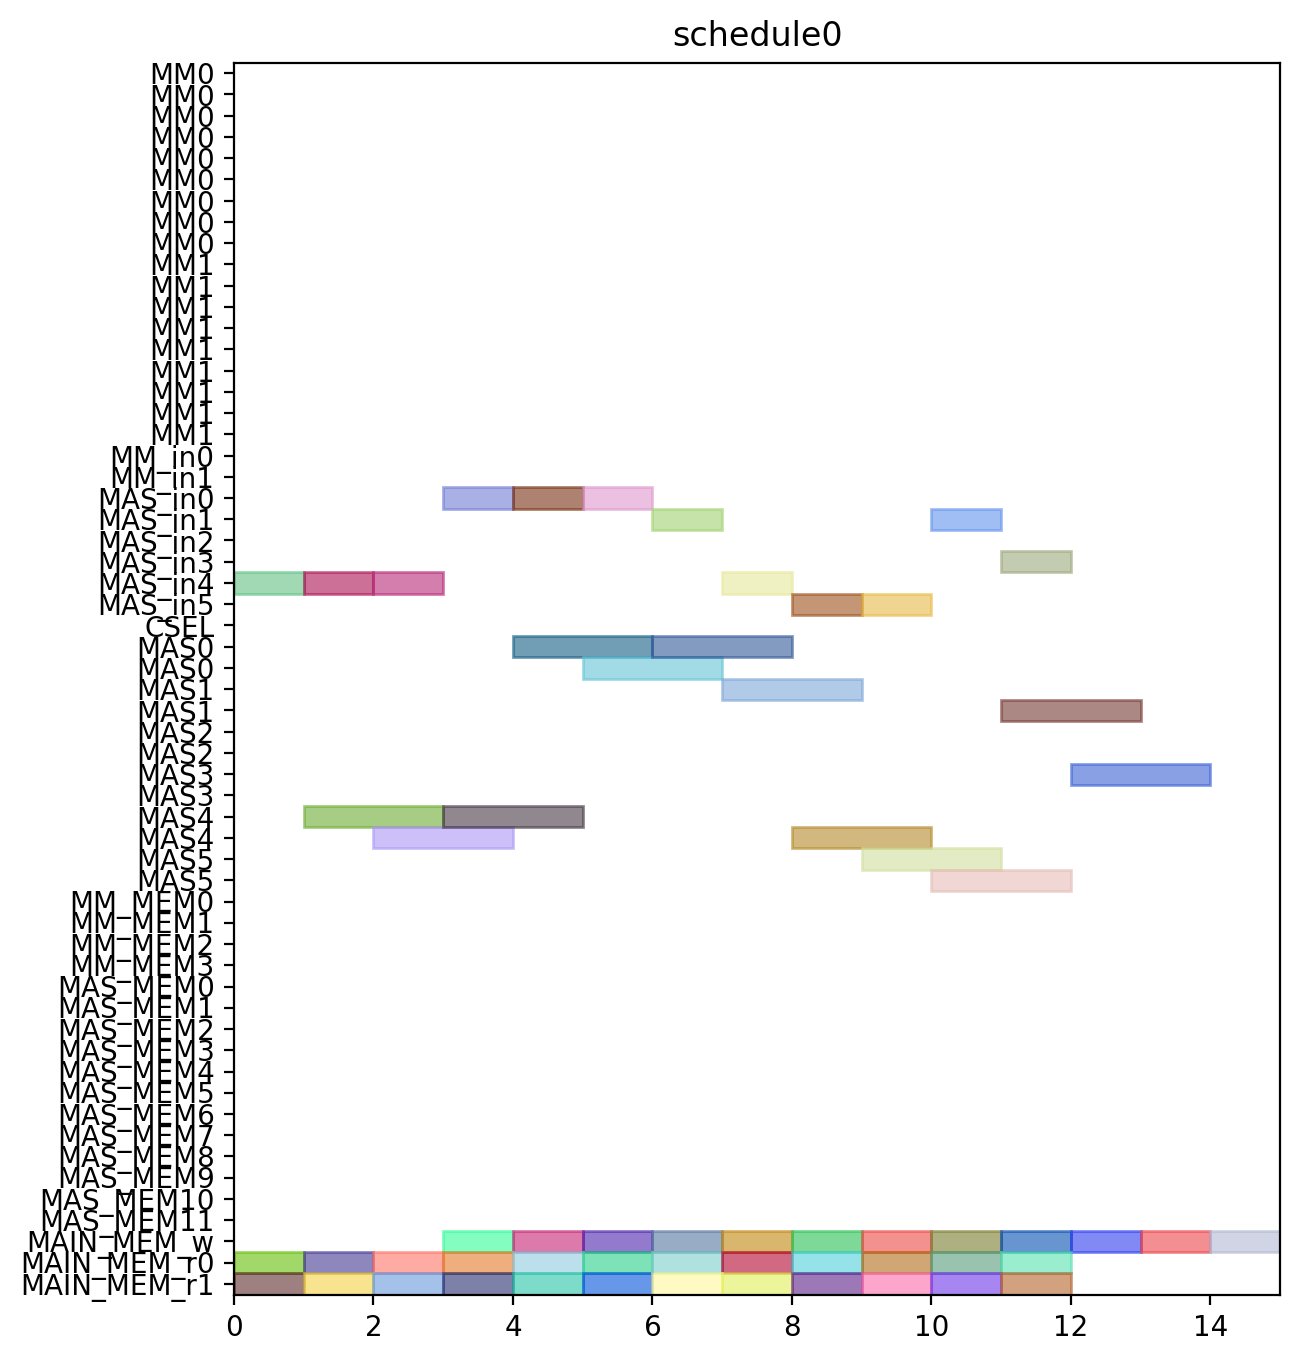 schedule0
MM0
MM0
MM0
MM0
MM0
MM0
MM0
MM0
MM0
MM1
MM1
MM1
MM1
MM1
MM1
MM1
MM1
MM1
MM_in0
MM_in1
MAS_in0
MAS_in1
MAS_in2
MAS_in3
MAS_in4
MAS_in5
CSEL
MAS0
MAS0
MAS1
MAS1
MAS2
MAS2
MAS3
MAS3
MAS4
MAS4
MAS5
MAS5
MM_MEM0
MM_MEM1
MM_MEM2
MM_MEM3
MAS_MEM0
MAS_MEM1
MAS_MEM2
MAS_MEM3
MAS_MEM4
MAS_MEM5
MAS_MEM6
MAS_MEM7
MAS_MEM8
MAS_MEM9
MAS_MEM10
MAS_MEM11
MAIN_MEM_w
MAIN_MEM_r0
MAIN_MEM_r1
0 2 4 6 8 10 12 14